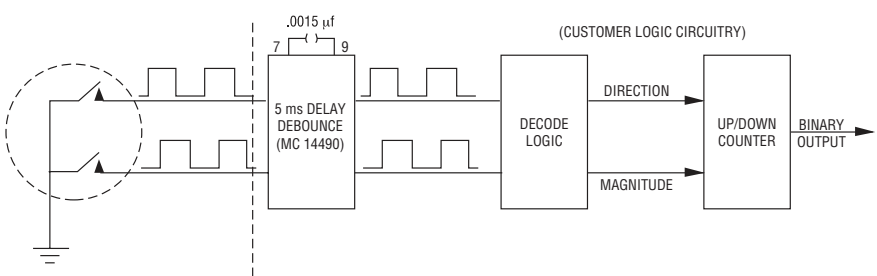 .0015 µf
7 9
(CUSTOMER LOGIC CIRCUITRY)
5 ms DELAY
DEBOUNCE
(MC 14490)
DECODE
LOGIC
DIRECTION
MAGNITUDE
UP/DOWN
COUNTER
BINARY
OUTPUT